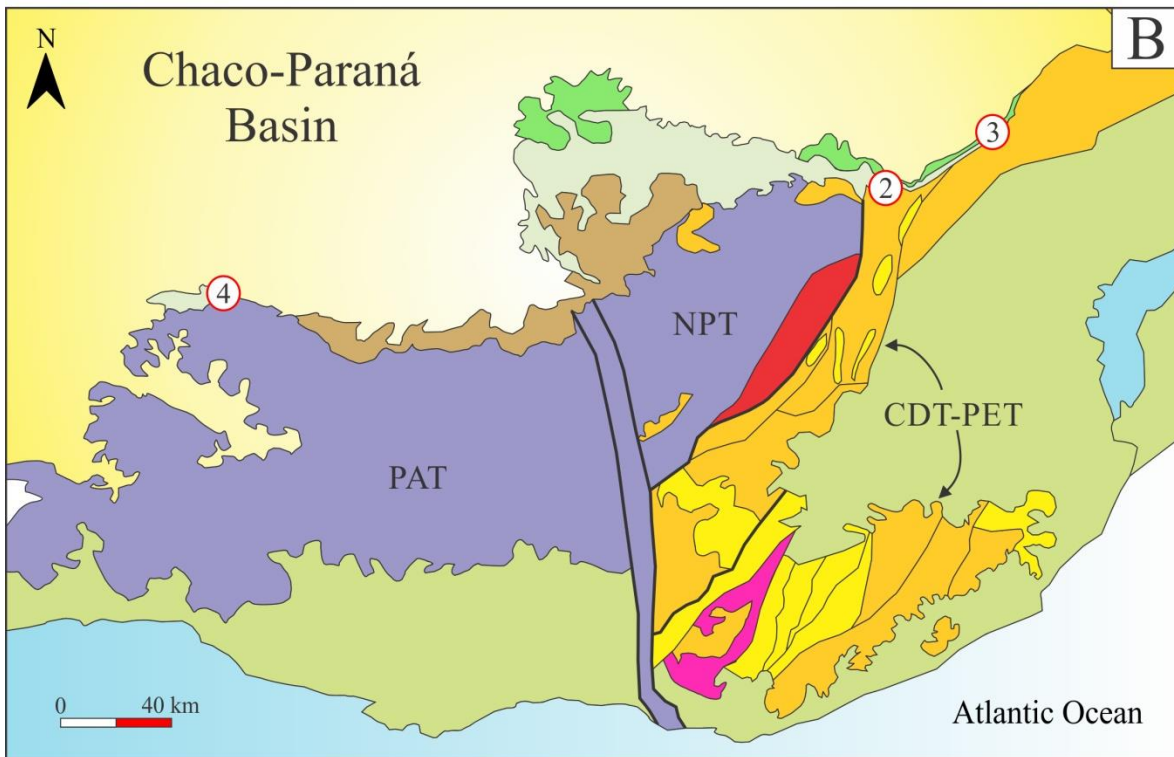 B
N
Chaco-Paraná
Basin
3
2
4
NPT
CDT-PET
PAT
0 40 km
Atlantic Ocean